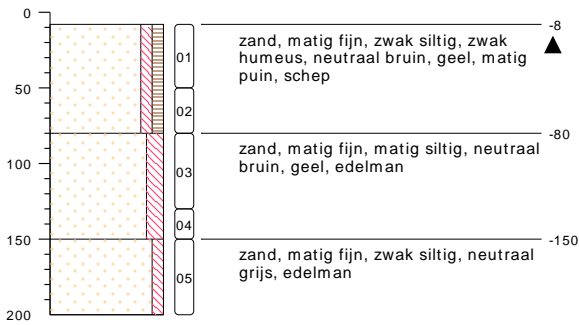 0
50
100
150
200
01
02
03
04
05
zand, matig fijn, zwak siltig, zwak
humeus, neutraal bruin, geel, matig
puin, schep
zand, matig fijn, matig siltig, neutraal
bruin, geel, edelman
zand, matig fijn, zwak siltig, neutraal
grijs, edelman
-8
-80
-150